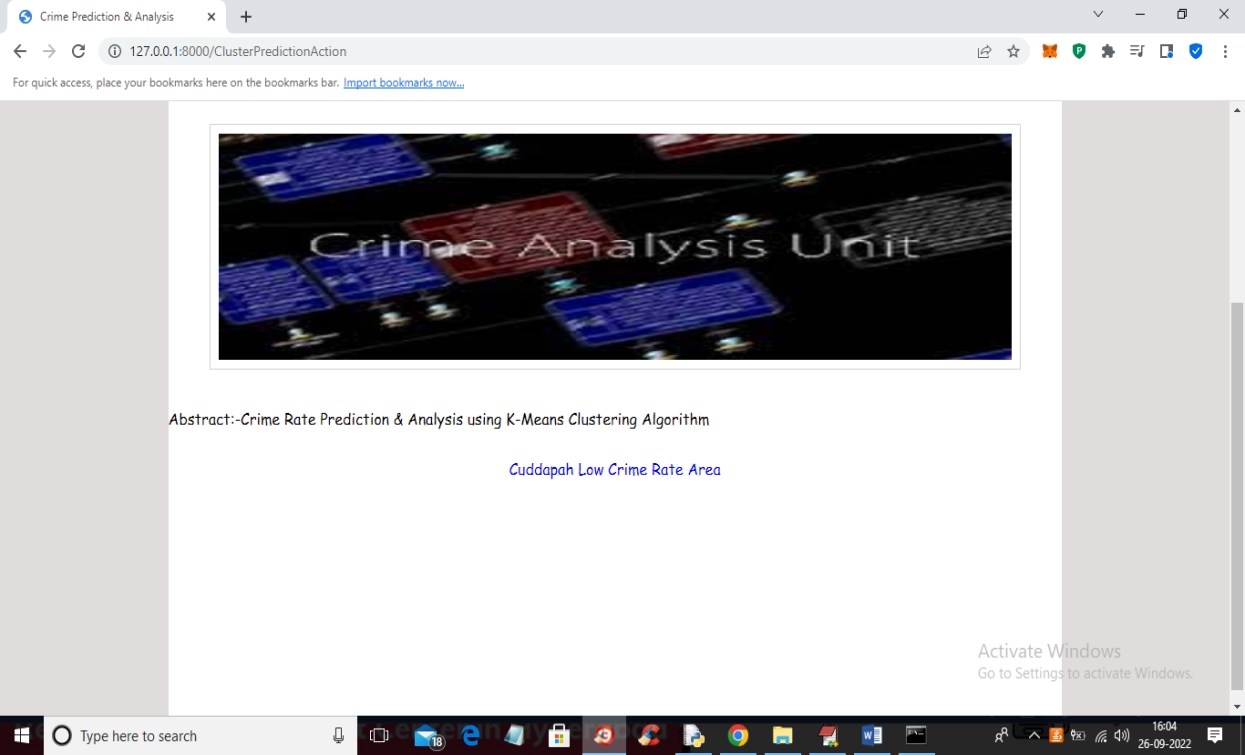 Crime Prediction & Analysis
127.0.0.1:8000/ClusterPredictionAction
For quick access, place your bookmarks here on the bookmarks bar. Import bookmarks now...
Crime Analysis Unit
Abstract:-Crime Rate Prediction & Analysis using K-Means Clustering Algorithm
Cuddapah Low Crime Rate Area
Activate Windows
Go to Settings to activate Windows.
Type here to search
18
16:04
26-09-2022